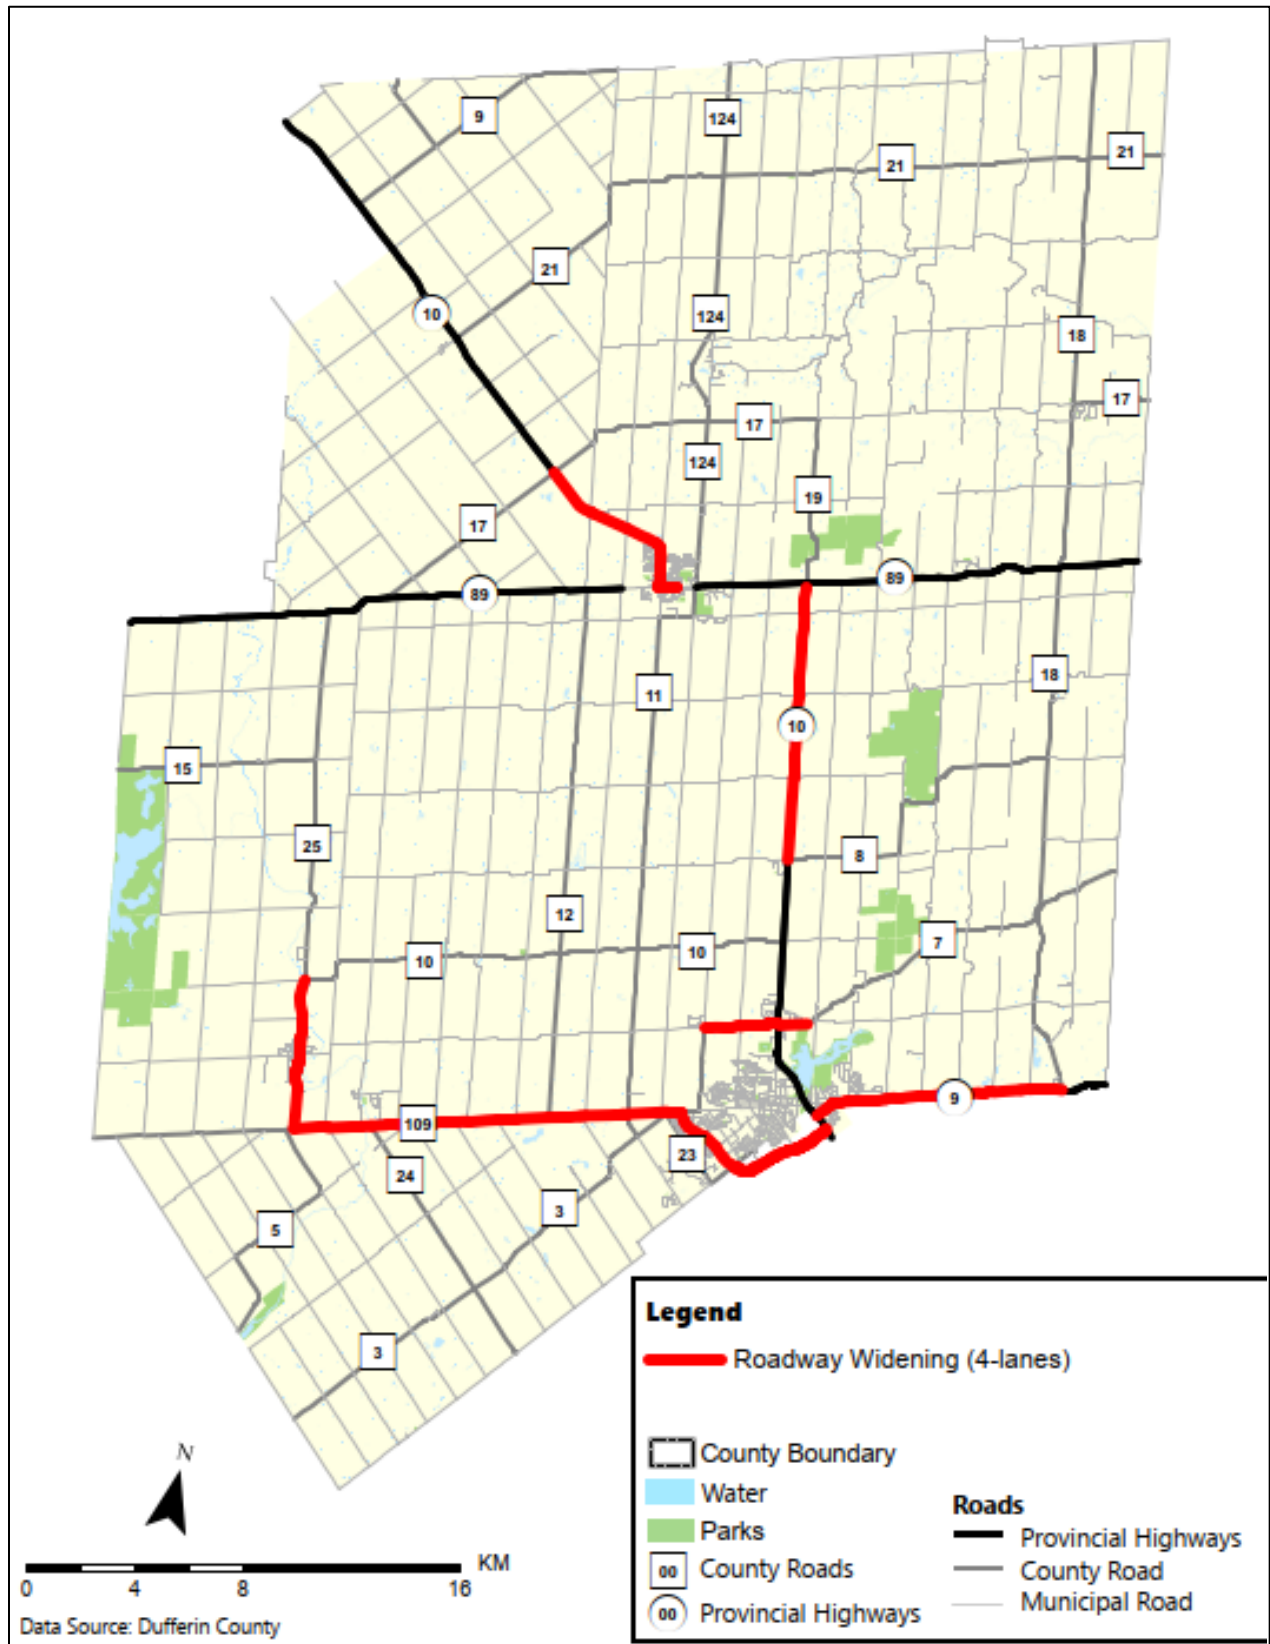 9
124
21
21
21
10
124
18
17
17
124
19
17
89
89
11
18
10
15
25
8
12
10
10
7
9
109
23
24
3
5
3
Legend
Roadway Widening (4-lanes)
County Boundary
Water
Parks
00 County Roads
00 Provincial Highways
Roads
Provincial Highways
County Road
Municipal Road
N
KM
0 4 8 16
Data Source: Dufferin County